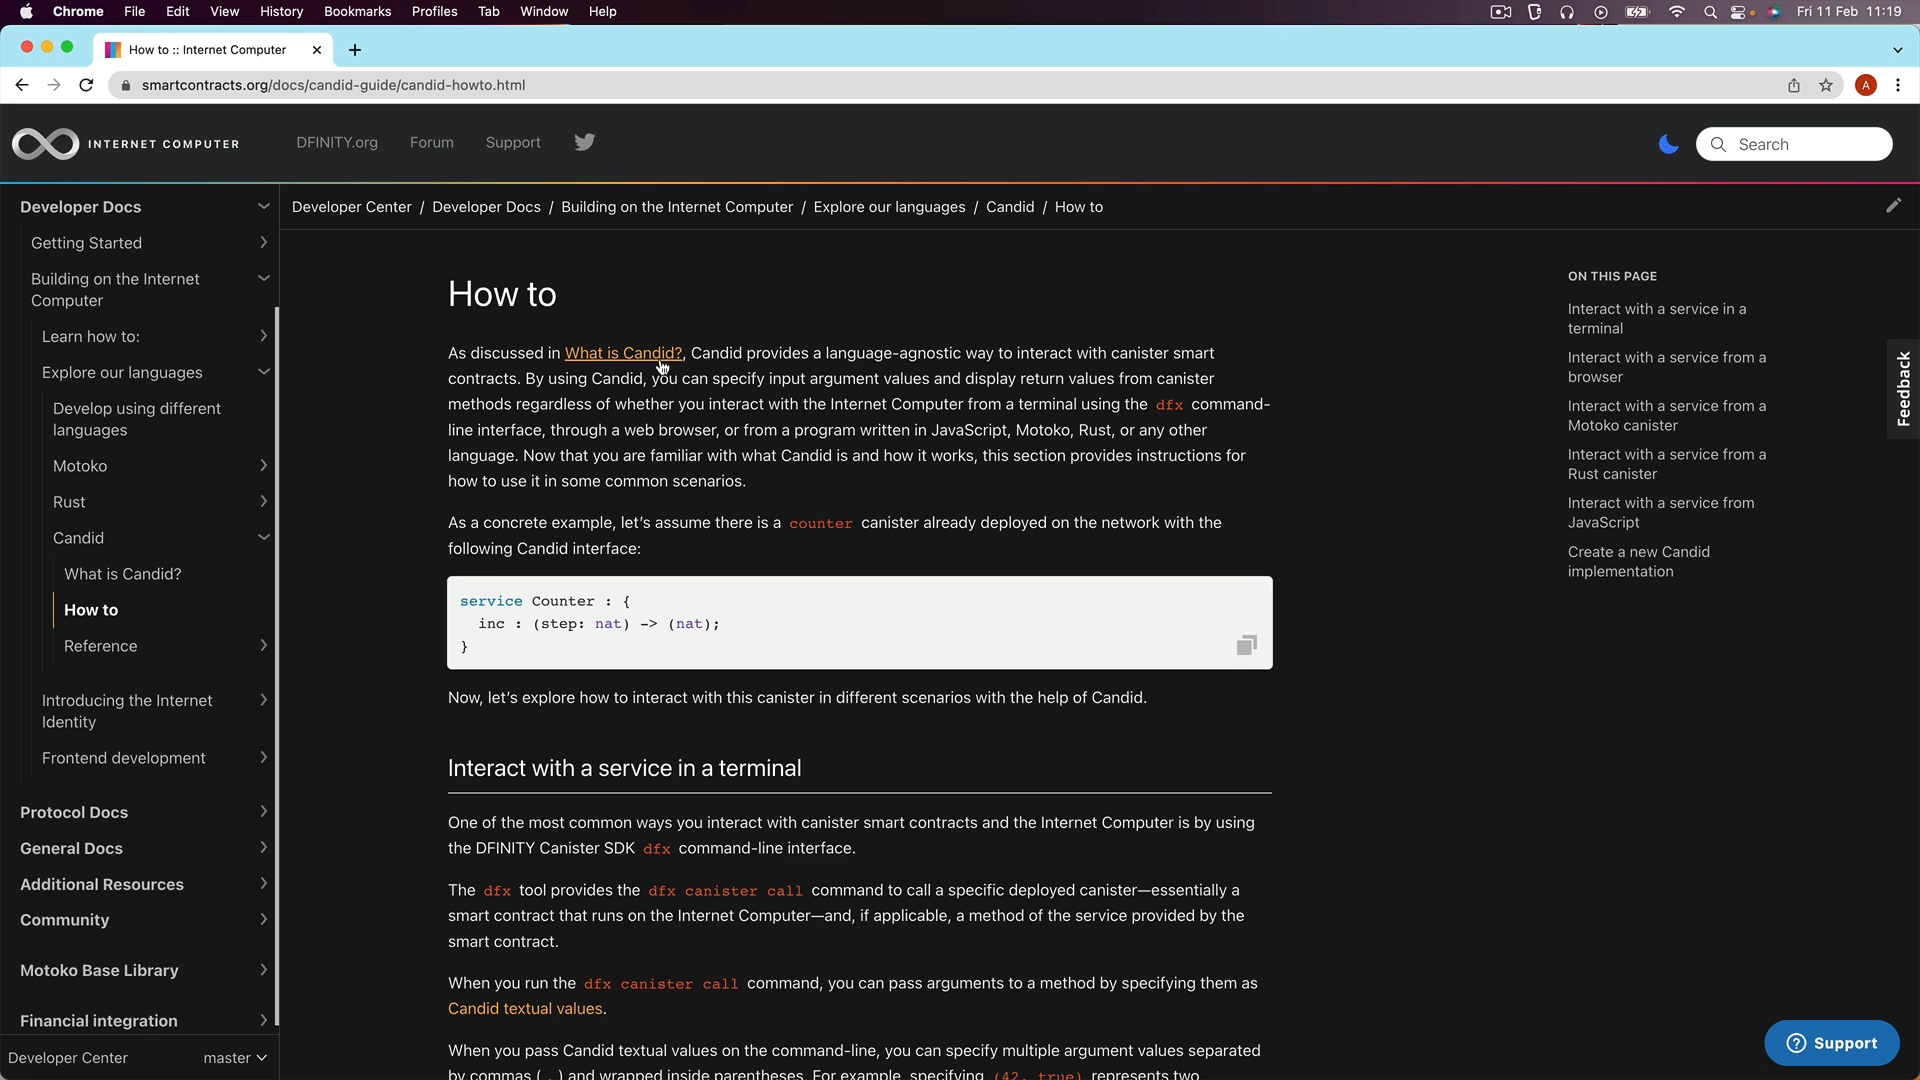 Chrome File Edit View History Bookmarks Profiles Tab Window Help Fri 11 Feb 11:19
How to :: Internet Computer
smartcontracts.org/docs/candid-guide/candid-howto.html A
INTERNET COMPUTER DFINITY.org Forum Support Search
Developer Docs
Getting Started
Building on the Internet
Computer
Learn how to:
Explore our languages
Develop using different
languages
Motoko
Rust
Candid
What is Candid?
How to
Reference
Introducing the Internet
Identity
Frontend development
Protocol Docs
General Docs
Additional Resources
Community
Motoko Base Library
Financial integration
Developer Center master
Developer Center / Developer Docs / Building on the Internet Computer / Explore our languages / Candid / How to
How to
As discussed in What is Candid?, Candid provides a language-agnostic way to interact with canister smart
contracts. By using Candid, you can specify input argument values and display return values from canister
methods regardless of whether you interact with the Internet Computer from a terminal using the dfx command-
line interface, through a web browser, or from a program written in JavaScript, Motoko, Rust, or any other
language. Now that you are familiar with what Candid is and how it works, this section provides instructions for
how to use it in some common scenarios.
As a concrete example, let's assume there is a counter canister already deployed on the network with the
following Candid interface:
service Counter : {
inc : (step: nat) -> (nat);
}
Now, let's explore how to interact with this canister in different scenarios with the help of Candid.
Interact with a service in a terminal
One of the most common ways you interact with canister smart contracts and the Internet Computer is by using
the DFINITY Canister SDK dfx command-line interface.
The dfx tool provides the dfx canister call command to call a specific deployed canister—essentially a
smart contract that runs on the Internet Computer—and, if applicable, a method of the service provided by the
smart contract.
When you run the dfx canister call command, you can pass arguments to a method by specifying them as
Candid textual values.
When you pass Candid textual values on the command-line, you can specify multiple argument values separated
by commas (,) and wrapped inside parentheses. For example, specifying (42, true) represents two
ON THIS PAGE
Interact with a service in a
terminal
Interact with a service from a
browser
Interact with a service from a
Motoko canister
Interact with a service from a
Rust canister
Interact with a service from
JavaScript
Create a new Candid
implementation
Feedback
Support